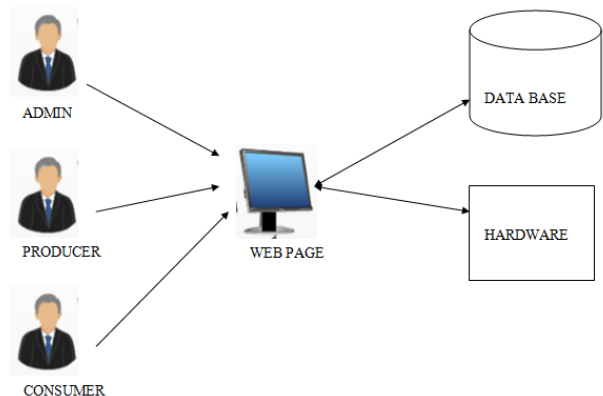 ADMIN
PRODUCER
CONSUMER
WEB PAGE
DATA BASE
HARDWARE